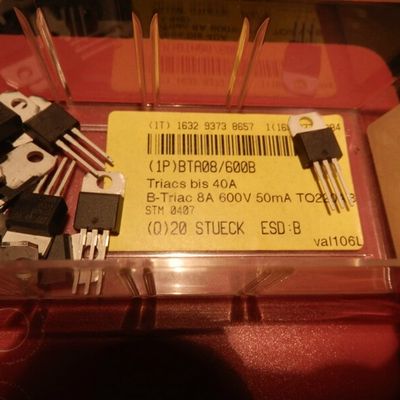 (1T) 1632 9373 8657
(1P)BTA08/600B
Triacs bis 40A
B-Triac 8A 600V 50mA
STM 0407
(Q)20 STUECK ESD:B
val106L